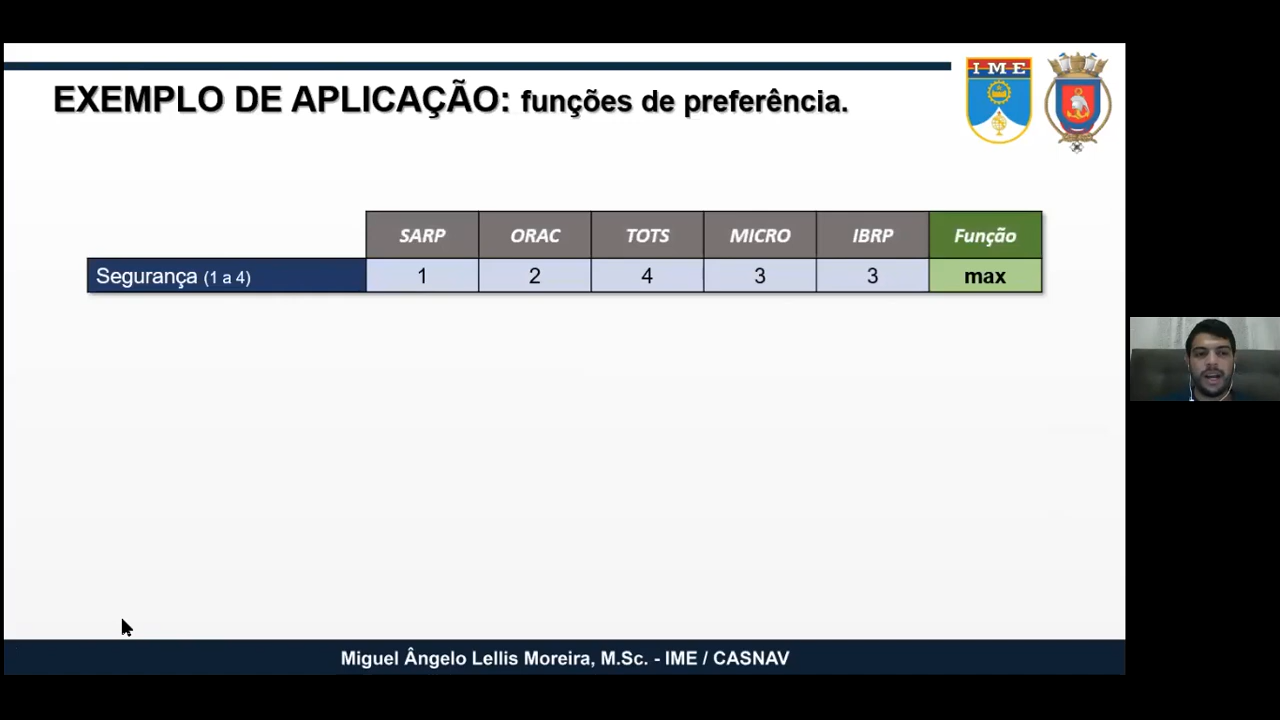 EXEMPLO DE APLICAÇÃO: funções de preferência.
I M E
SARP ORAC TOTS MICRO IBRP Função
Segurança (1 a 4) 1 2 4 3 3 max
Miguel Ângelo Lellis Moreira, M.Sc. - IME / CASNAV